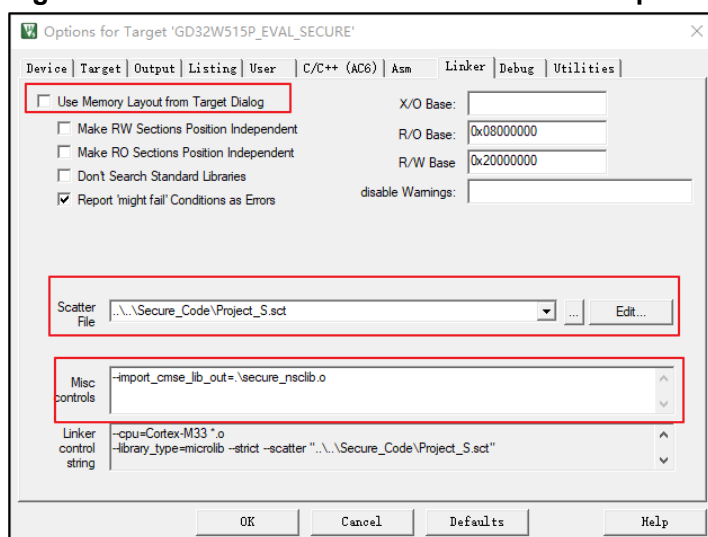 Options for Target 'GD32W515P_EVAL_SECURE'
Device Target Output Listing User C/C++ (AC6) Asm Linker Debug Utilities
Use Memory Layout from Target Dialog
X/O Base:
Make RW Sections Position Independent
R/O Base: 0x08000000
Make RO Sections Position Independent
R/W Base 0x20000000
Don't Search Standard Libraries
disable Warnings:
Report 'might fail' Conditions as Errors
Scatter File
..\..\Secure_Code\Project_S.sct
... Edit...
Misc controls
--import_cmse_lib_out=.\secure_nsclib.o
Linker control string
--cpu=Cortex-M33 *.o
--library_type=microlib --strict --scatter "..\..\Secure_Code\Project_S.sct"
OK Cancel Defaults Help